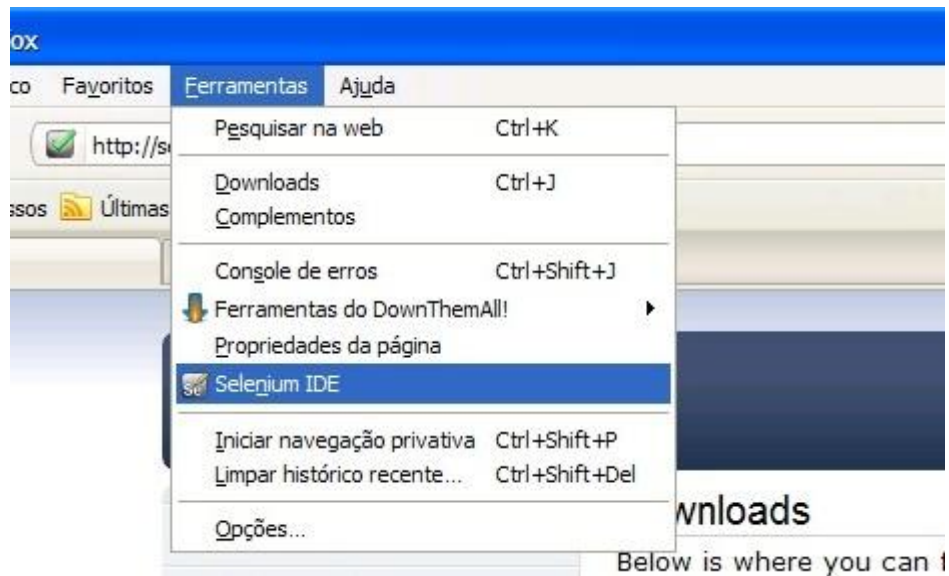 ox
co Favoritos Ferramentas Ajuda
Pesquisar na web Ctrl+K
http://se
Downloads Ctrl+J
ssos Últimas
Complementos
Console de erros Ctrl+Shift+J
Ferramentas do DownThemAll!
Propriedades da página
Se Selenium IDE
Iniciar navegação privativa Ctrl+Shift+P
Limpar histórico recente... Ctrl+Shift+Del
Opções...
wnloads
Below is where you can f